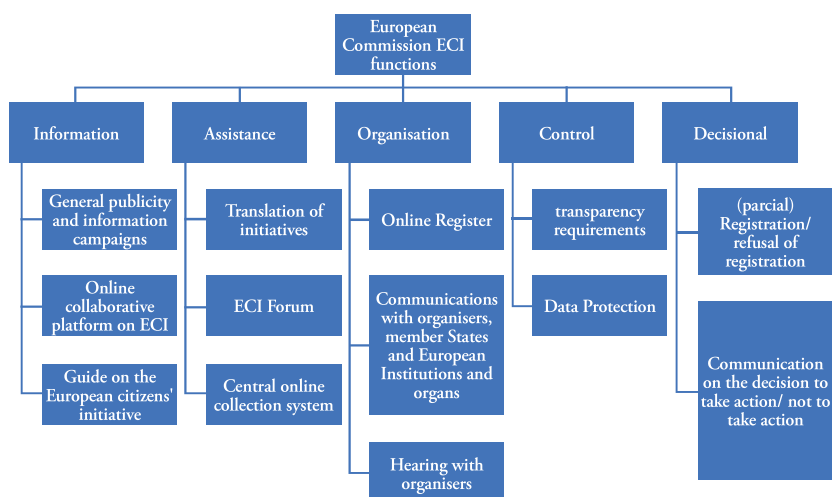 European
Commission ECI
functions
Information
Assistance
Organisation
Control
Decisional
General publicity
and information
campaigns
Online
collaborative
platform on ECI
Guide on the
European citizens'
initiative
Translation of
initiatives
ECI Forum
Central online
collection system
Online Register
Communications
with organisers,
member States
and European
Institutions and
organs
Hearing with
organisers
transparency
requirements
Data Protection
(parcial)
Registration/
refusal of
registration
Communication
on the decision to
take action/ not to
take action